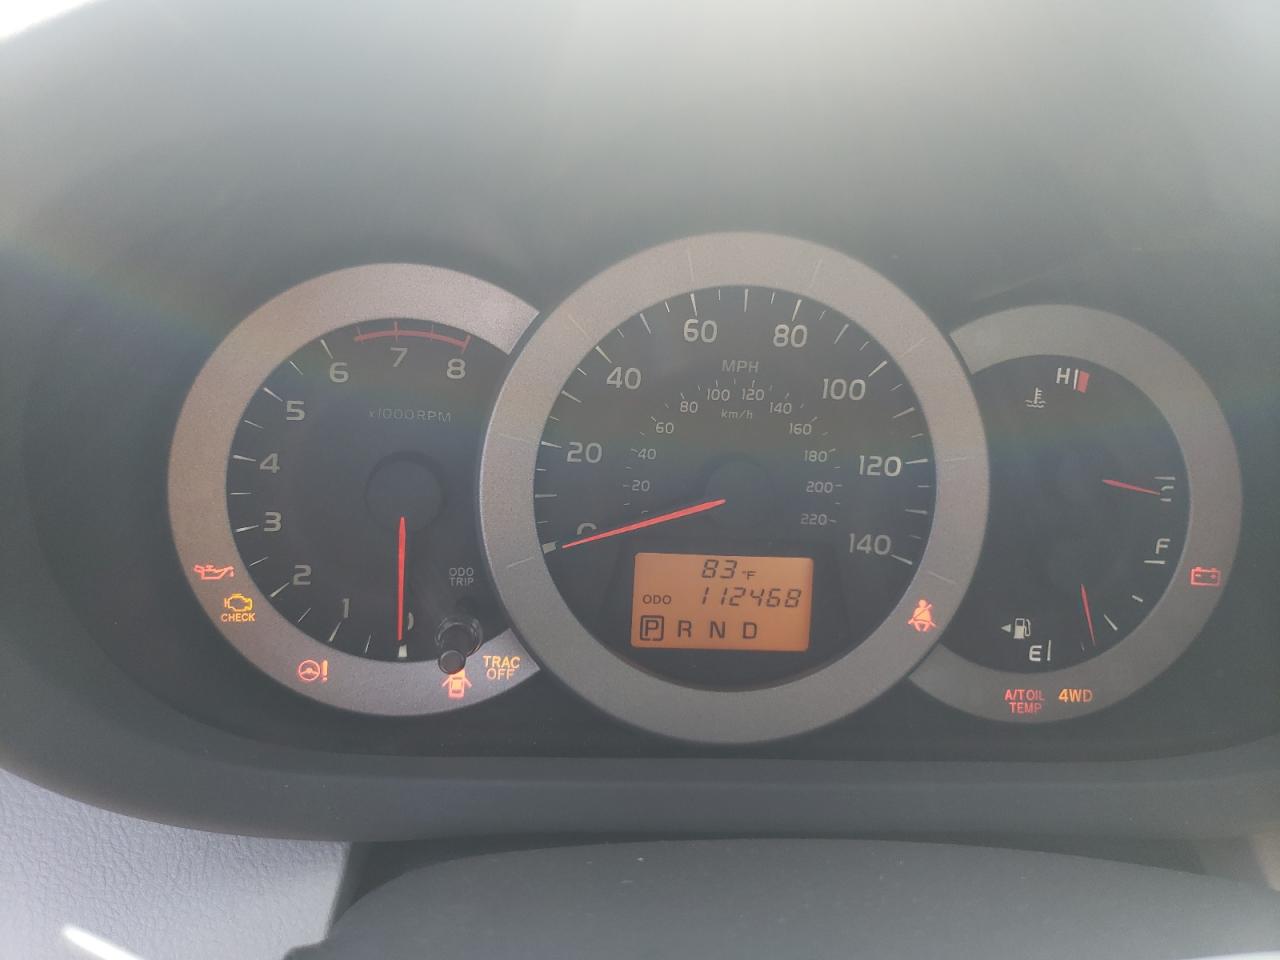 6
7
8
5
x1000RPM
4
3
2
1
ODO
TRIP
CHECK
TRAC
OFF
60
80
MPH
40
100
100 120
80
140
km/h
60
160
20
40
180
120
20
200
220
140
83°F
ODO 112468
P R N D
H
C
F
E
A/T OIL
TEMP
4WD